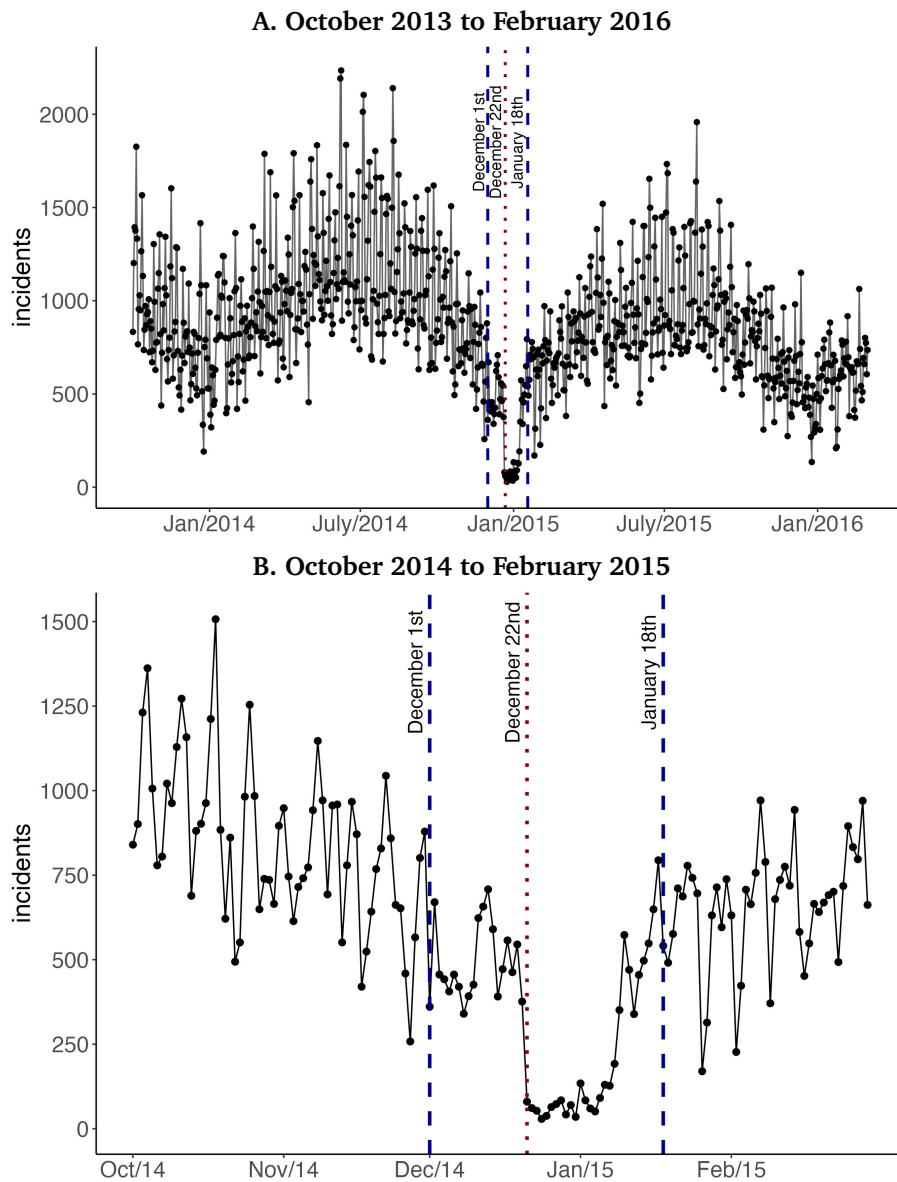 A. October 2013 to February 2016
2000
1500
1000
500
0
incidents
December 1st
December 22nd
January 18th
Jan/2014
July/2014
Jan/2015
July/2015
Jan/2016
B. October 2014 to February 2015
1500
1250
1000
750
500
250
0
incidents
December 1st
December 22nd
January 18th
Oct/14
Nov/14
Dec/14
Jan/15
Feb/15